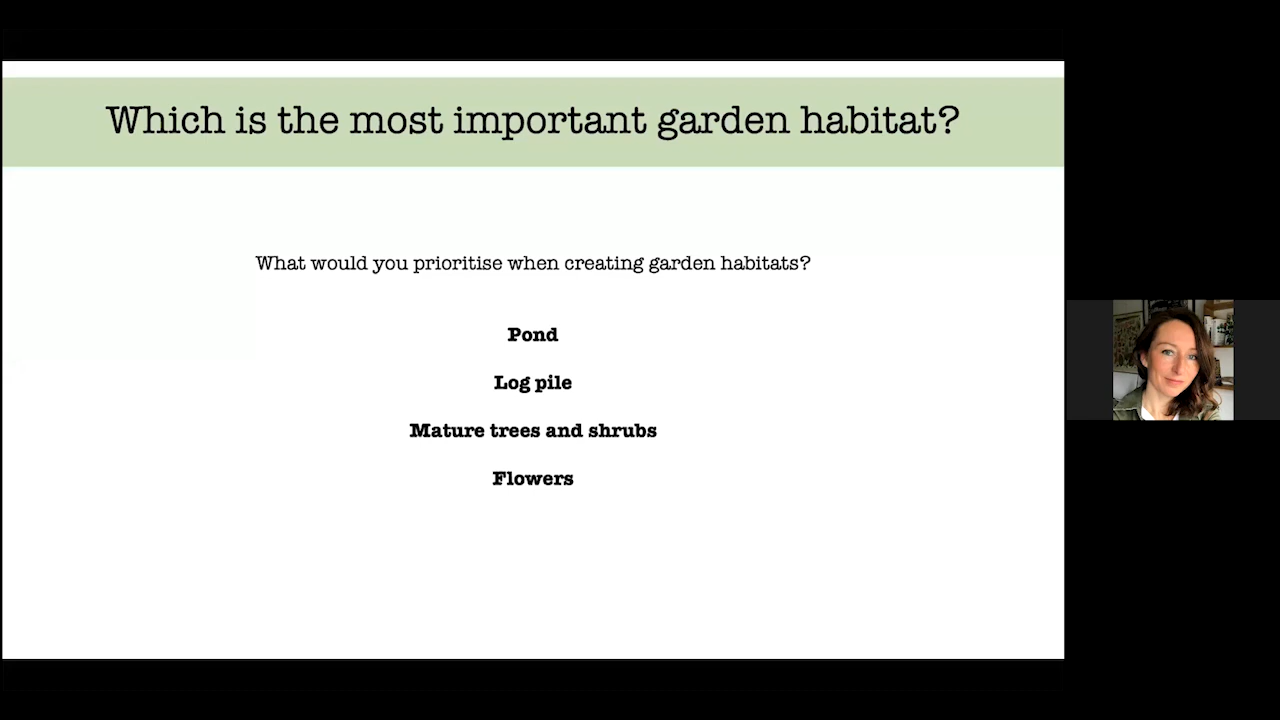 Which is the most important garden habitat?
What would you prioritise when creating garden habitats?
Pond
Log pile
Mature trees and shrubs
Flowers